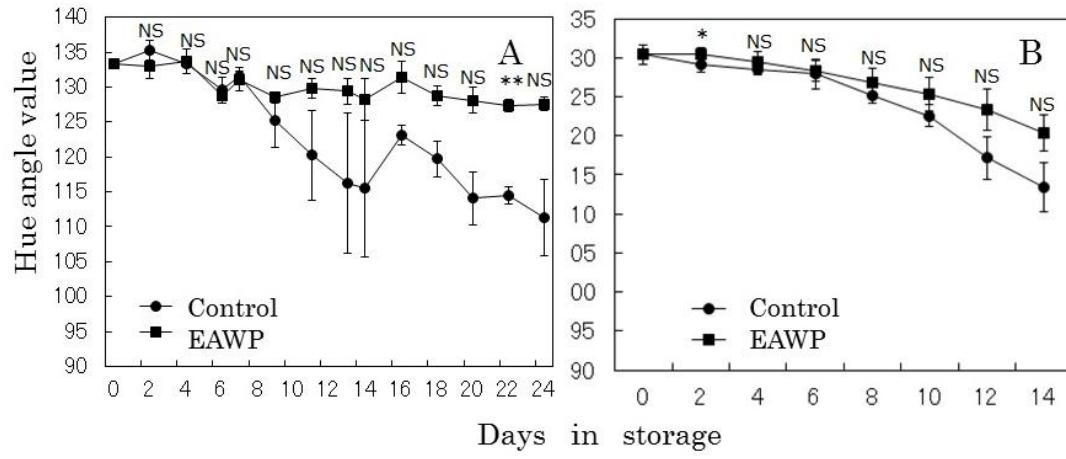 135 NS NS NS NS NS NS NS NS NS NS NS ** NS A
130
125
120
115
110
105
100
95
90
Control
EAWP
0 2 4 6 8 10 12 14 16 18 20 22 24
35 B
30 * NS NS NS NS NS NS
25
20
15
10
05
00
95
90
Control
EAWP
0 2 4 6 8 10 12 14
Hue angle value
Days in storage